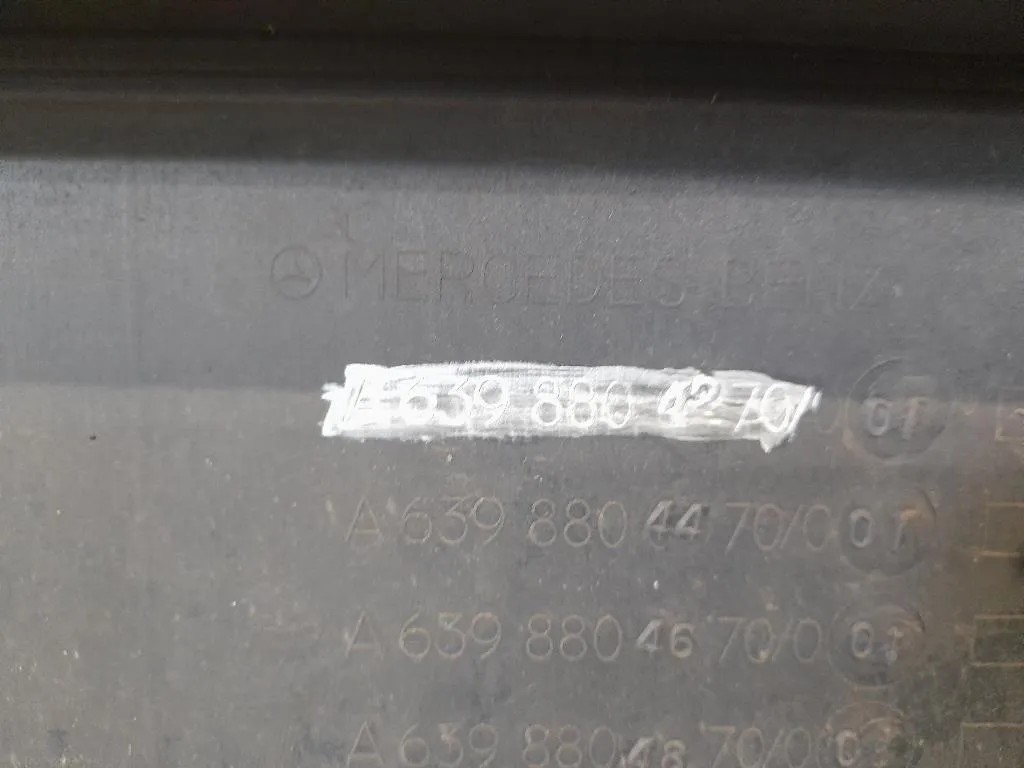 MERCEDES-BENZ
A 639 880 42 70/0 01
A 639 880 44 70/0 01
A 639 880 46 70/0 01
A 639 880 48 70/0